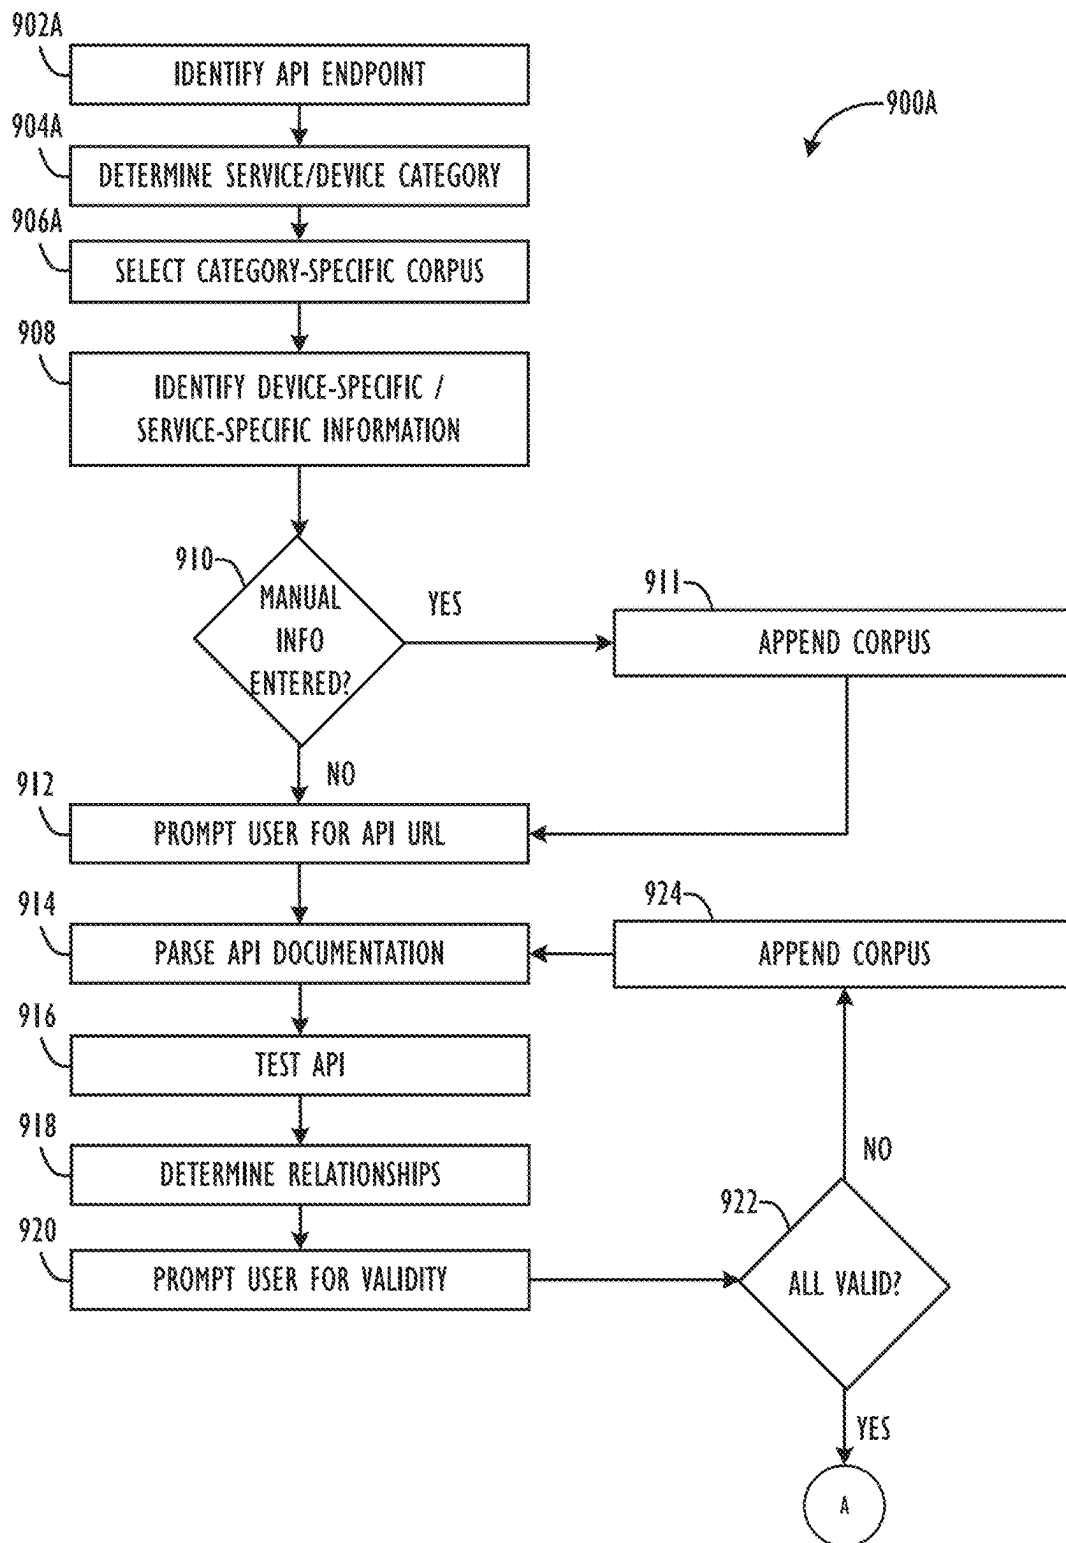 902A
IDENTIFY API ENDPOINT
900A
904A
DETERMINE SERVICE/DEVICE CATEGORY
906A
SELECT CATEGORY-SPECIFIC CORPUS
908
IDENTIFY DEVICE-SPECIFIC /
SERVICE-SPECIFIC INFORMATION
910
MANUAL
INFO
ENTERED?
YES
911
APPEND CORPUS
NO
912
PROMPT USER FOR API URL
914
PARSE API DOCUMENTATION
924
APPEND CORPUS
916
TEST API
918
DETERMINE RELATIONSHIPS
NO
920
PROMPT USER FOR VALIDITY
922
ALL VALID?
YES
A